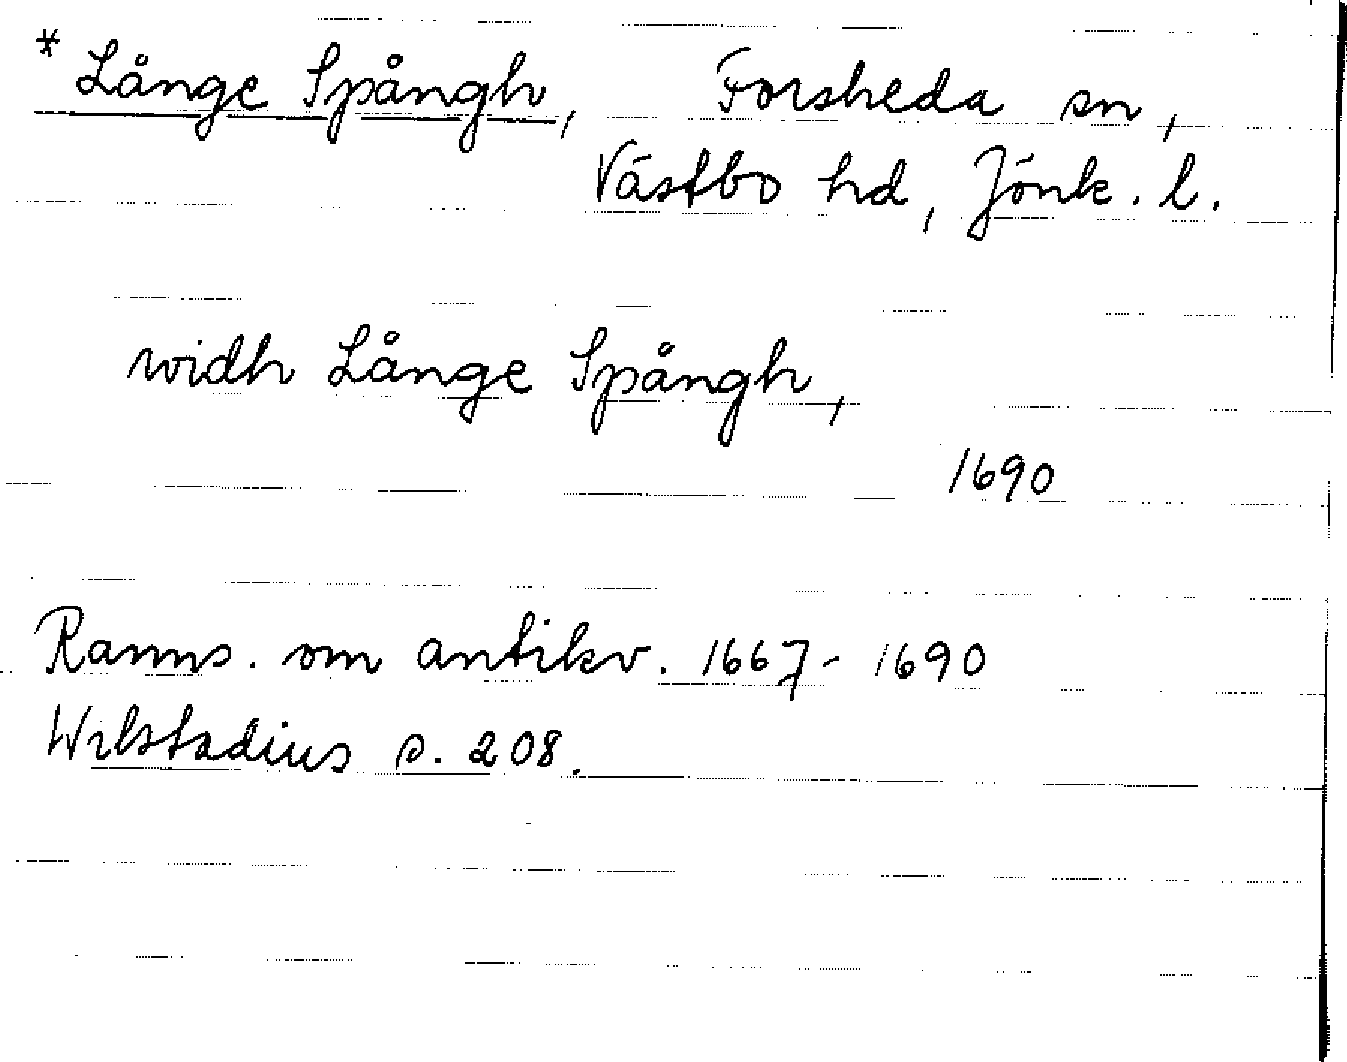 * Långe Spångh, Forsheda sn,
Västbo hd, Jönk. l.
widh Långe Spångh,
1690
Ranns. om antikv. 1667-1690
Wilstadius s. 208.